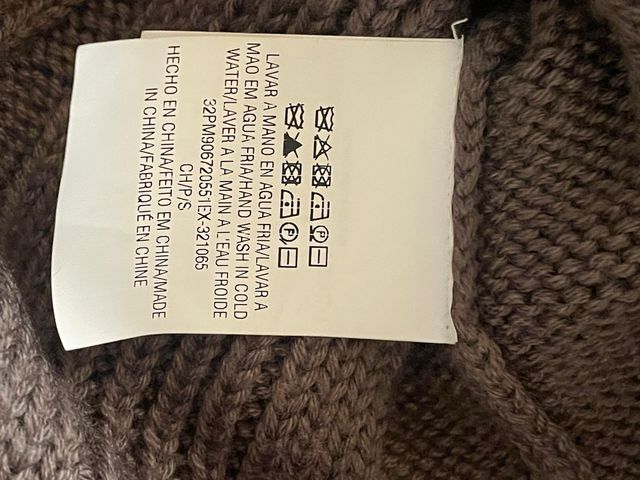 LAVAR A MANO EN AGUA FRIA/LAVAR A
MAO EM AGUA FRIA/HAND WASH IN COLD
WATER/LAVER A LA MAIN A L'EAU FROIDE
32PM906720551EX-321065
CH/P/S
HECHO EN CHINA/FEITO EM CHINA/MADE
IN CHINA/FABRIQUÉ EN CHINE